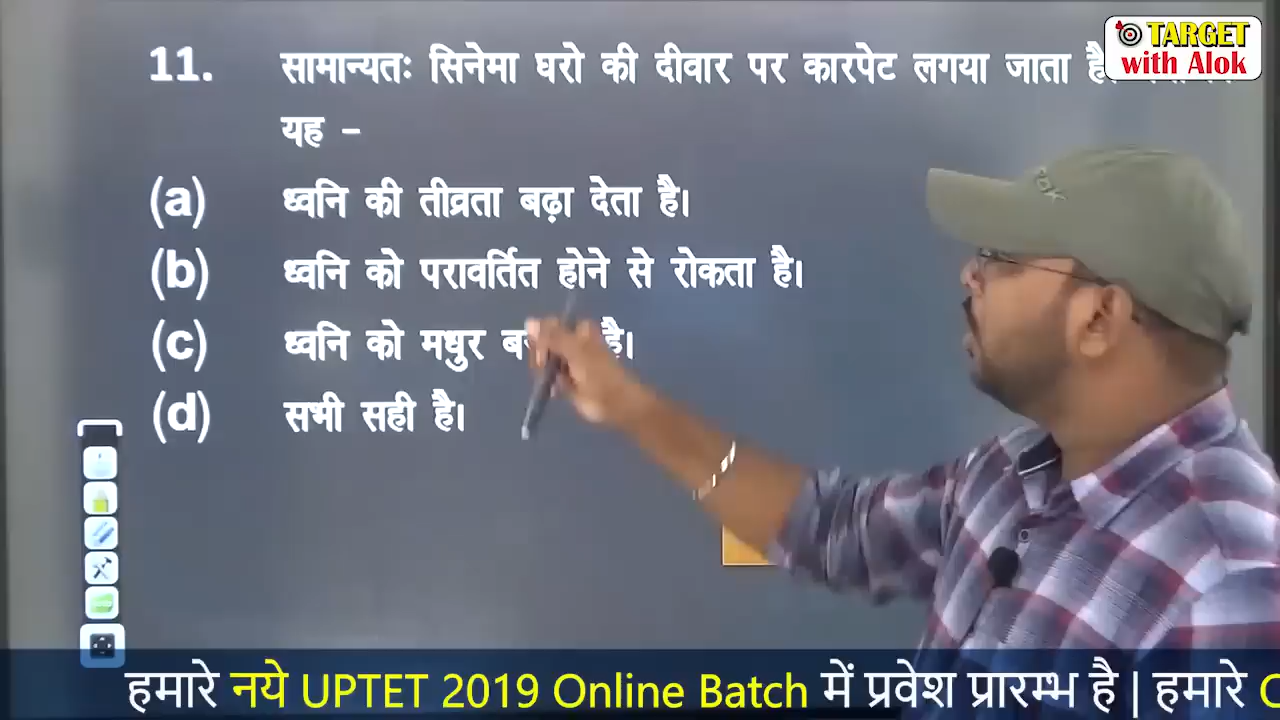 TARGET
with Alok
11. सामान्यतः सिनेमा घरो की दीवार पर कारपेट लगया जाता है।
यह –
(a) ध्वनि की तीव्रता बढ़ा देता है।
(b) ध्वनि को परावर्तित होने से रोकता है।
(c) ध्वनि को मधुर है।
(d) सभी सही है।
हमारे नये UPTET 2019 Online Batch में प्रवेश प्रारम्भ है | हमारे